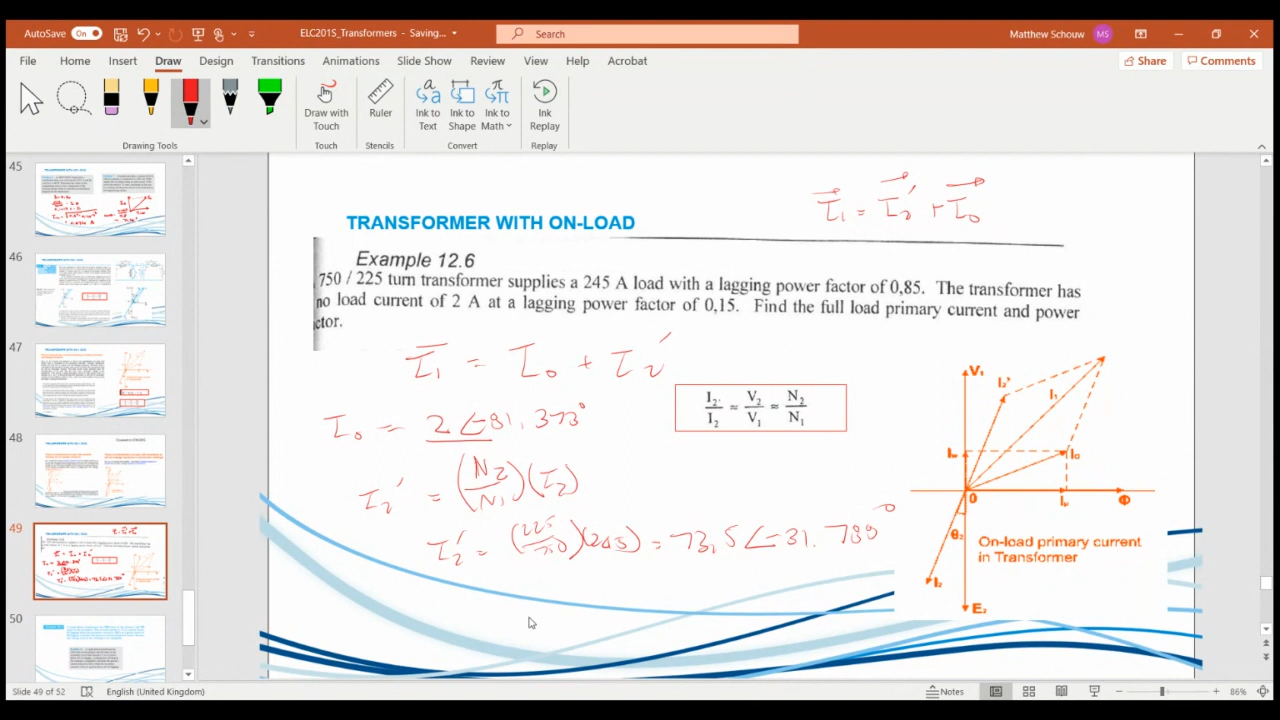 AutoSave On ELC201S_Transformers - Saving... Search Matthew Schouw MS
File Home Insert Draw Design Transitions Animations Slide Show Review View Help Acrobat Share Comments
Draw with Touch
Ruler
Ink to Text
Ink to Shape
Ink to Math
Ink Replay
Drawing Tools Touch Stencils Convert Replay
45
46
47
48
49
50
I₁ = I₂' + I₀
TRANSFORMER WITH ON-LOAD
Example 12.6
750 / 225 turn transformer supplies a 245 A load with a lagging power factor of 0,85. The transformer has
no load current of 2 A at a lagging power factor of 0,15. Find the full load primary current and power
ctor.
I₁ = I₀ + I₂'
I₂' / I₂ ≈ V₂ / V₁ ≈ N₂ / N₁
I₀ = 2∠-81,373°
I₂' = (N₂/N₁)(I₂)
I₂' = (225/750)(245) = 73,5∠-31.788°
V₁
I₂'
I₁
I₀
0
Φ
θ₂
I₂
E₂
On-load primary current
in Transformer
Slide 49 of 52 English (United Kingdom) Notes 86%